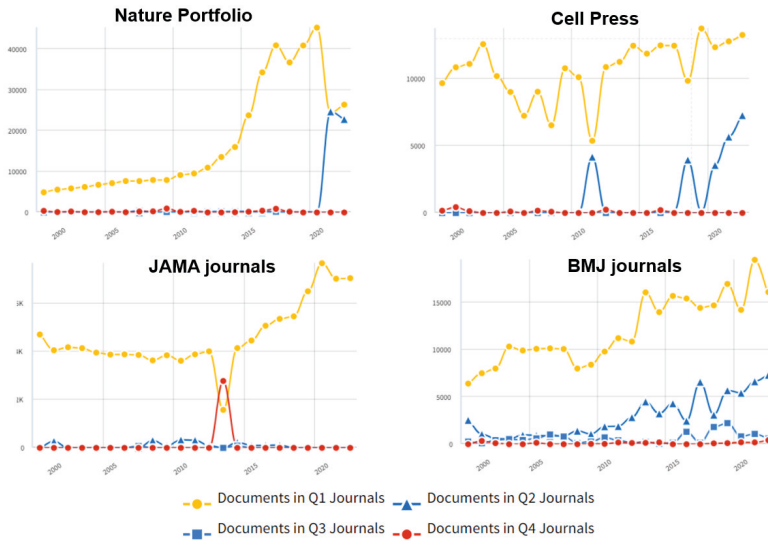 Nature Portfolio
40000
30000
20000
10000
0
2000 2005 2010 2015 2020
Cell Press
10000
5000
0
2000 2005 2010 2015 2020
JAMA journals
0
2000 2005 2010 2015 2020
BMJ journals
15000
10000
5000
0
2000 2005 2010 2015 2020
Documents in Q1 Journals Documents in Q2 Journals
Documents in Q3 Journals Documents in Q4 Journals